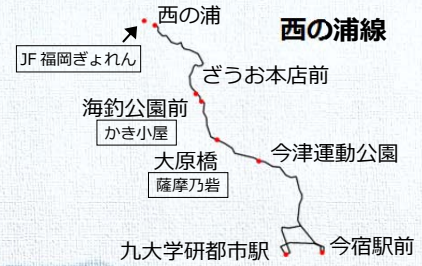 西の浦
西の浦線
JF 福岡ぎょれん
ざうお本店前
海釣公園前
かき小屋
大原橋
今津運動公園
薩摩乃砦
九大学研都市駅
今宿駅前